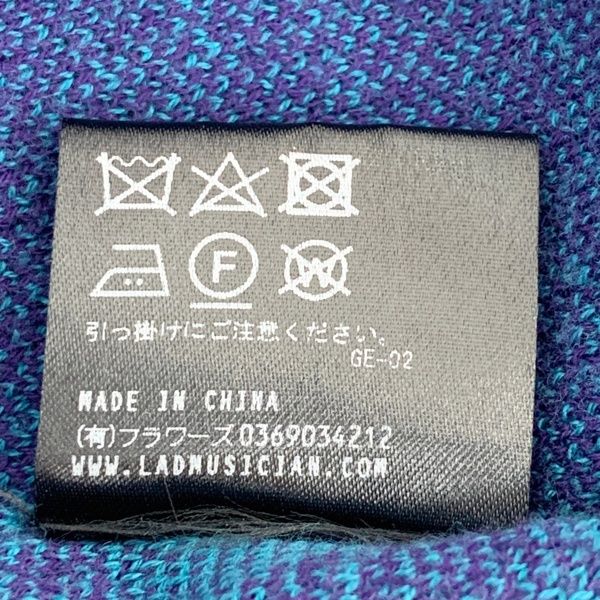 F W
引っ掛けにご注意ください。
GE-02
MADE IN CHINA
(有)フラワーズ0369034212
WWW.LADMUSICIAN.COM